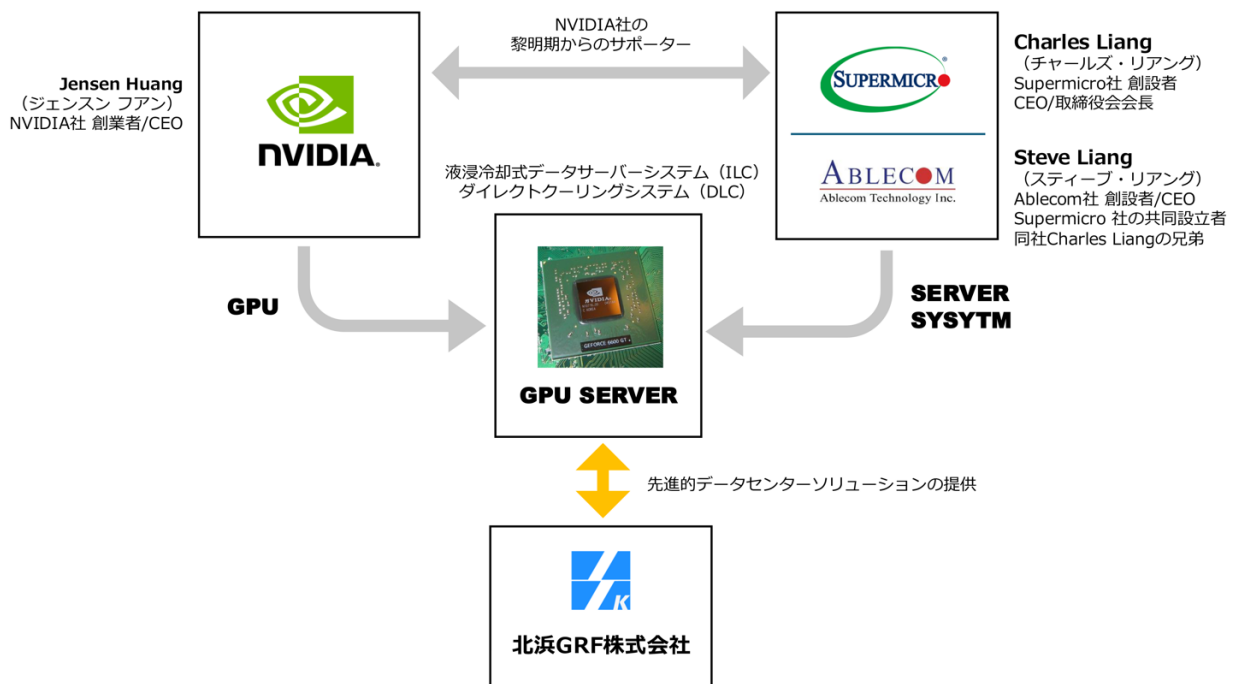 NVIDIA社の
黎明期からのサポーター
Jensen Huang
（ジェンスン フアン）
NVIDIA社 創業者/CEO
NVIDIA.
SUPERMICRO
ABLECOM
Ablecom Technology Inc.
Charles Liang
（チャールズ・リアング）
Supermicro社 創設者
CEO/取締役会会長
Steve Liang
（スティーブ・リアング）
Ablecom社 創設者/CEO
Supermicro 社の共同設立者
同社Charles Liangの兄弟
液浸冷却式データサーバーシステム（ILC）
ダイレクトクーリングシステム（DLC）
GPU
NVIDIA.
GEFORCE 6600 GT
GPU SERVER
SERVER
SYSYTM
先進的データセンターソリューションの提供
K
北浜GRF株式会社